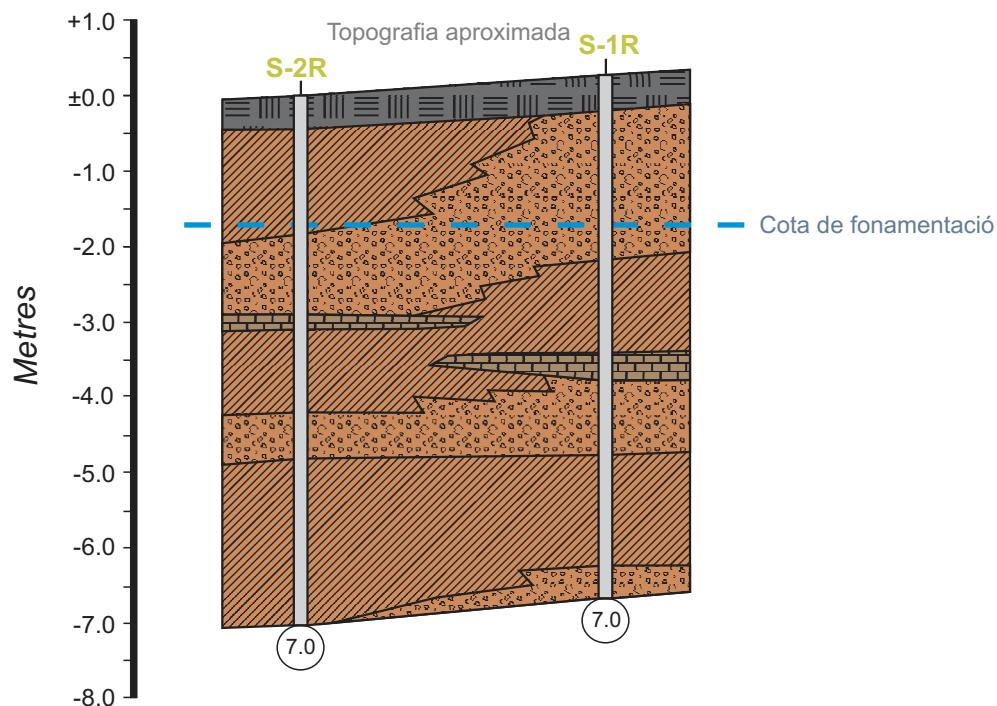 +1.0
Topografia aproximada
S-1R
S-2R
±0.0
-1.0
Cota de fonamentació
-2.0
Metres
-3.0
-4.0
-5.0
-6.0
-7.0
7.0
7.0
-8.0